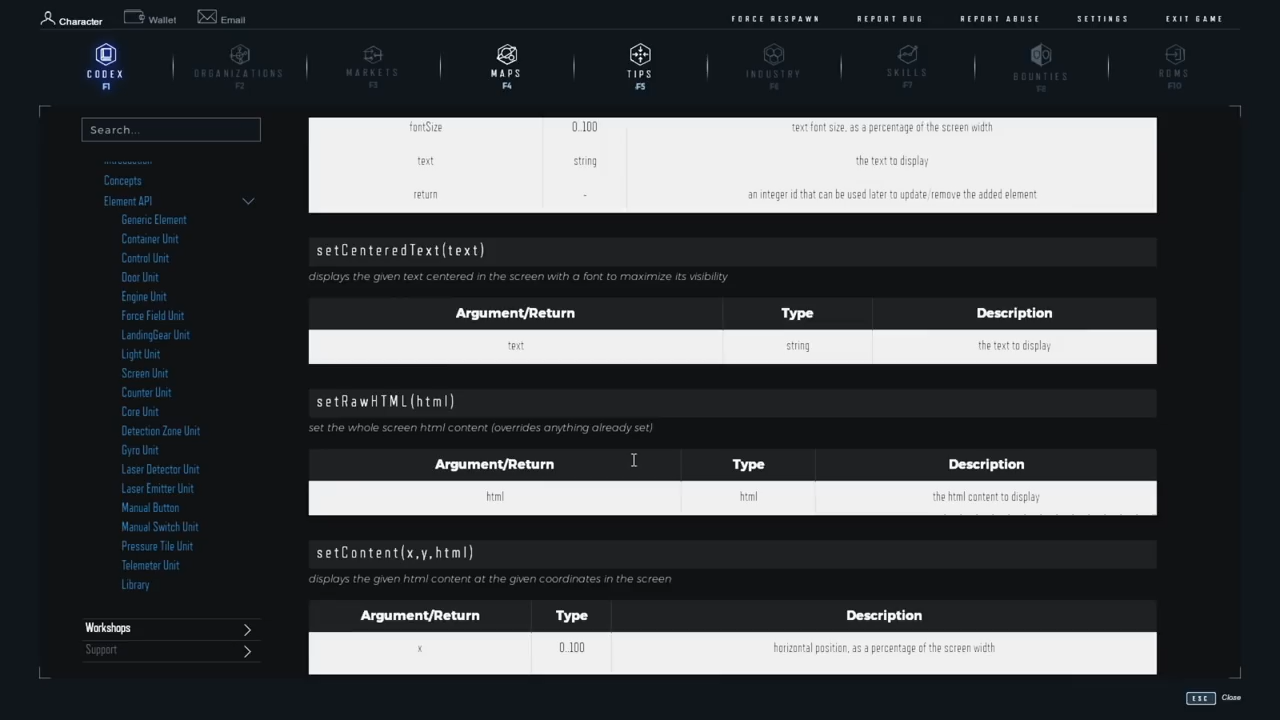 Character
Wallet
Email
FORCE RESPAWN
REPORT BUG
REPORT ABUSE
SETTINGS
EXIT GAME
CODEX
F1
ORGANIZATIONS
F2
MARKETS
F3
MAPS
F4
TIPS
F5
INDUSTRY
F6
SKILLS
F7
BOUNTIES
F8
RDMS
F10
Search...
Introduction
Concepts
Element API
Generic Element
Container Unit
Control Unit
Door Unit
Engine Unit
Force Field Unit
LandingGear Unit
Light Unit
Screen Unit
Counter Unit
Core Unit
Detection Zone Unit
Gyro Unit
Laser Detector Unit
Laser Emitter Unit
Manual Button
Manual Switch Unit
Pressure Tile Unit
Telemeter Unit
Library
Workshops
Support
fontSize 0..100 text font size, as a percentage of the screen width
text string the text to display
return - an integer id that can be used later to update/remove the added element
setCenteredText(text)
displays the given text centered in the screen with a font to maximize its visibility
Argument/Return Type Description
text string the text to display
setRawHTML(html)
set the whole screen html content (overrides anything already set)
Argument/Return Type Description
html html the html content to display
setContent(x,y,html)
displays the given html content at the given coordinates in the screen
Argument/Return Type Description
x 0..100 horizontal position, as a percentage of the screen width
ESC Close